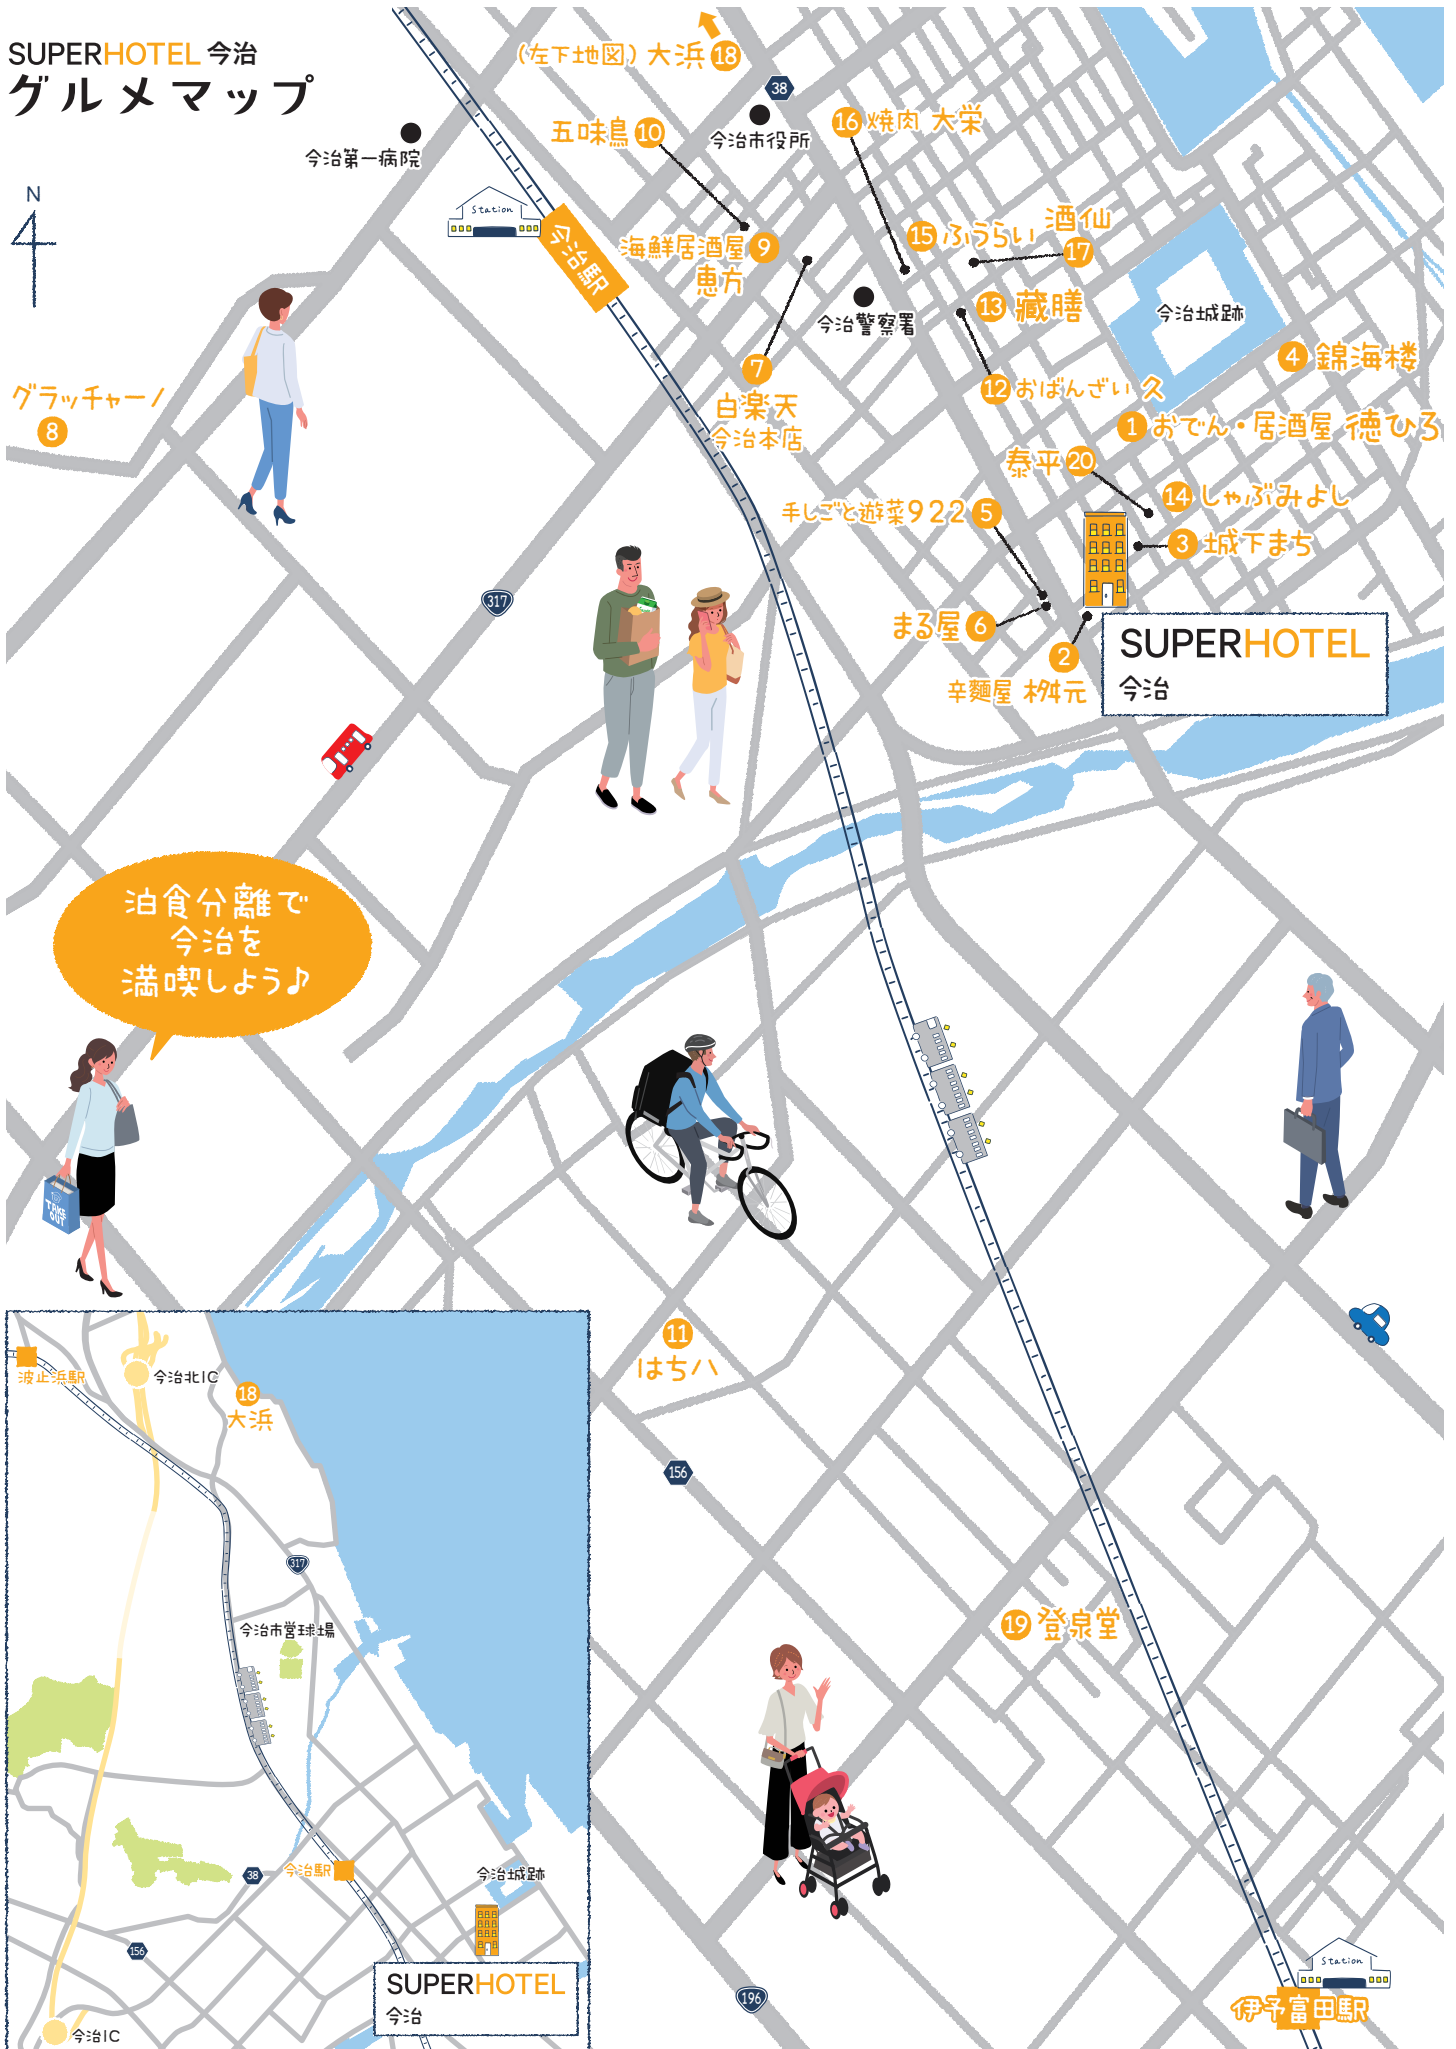 SUPERHOTEL 今治
グルメマップ
N
(左下地図) 大浜 18
38
今治市役所
今治第一病院
五味鳥 10
16 焼肉 大栄
Station
今治駅
海鮮居酒屋 9
恵方
15 ふうらい
酒仙
17
今治警察署
13 藏膳
今治城跡
7
白楽天
今治本店
12 おばんざい 久
4 錦海楼
1 おでん・居酒屋 徳ひろ
グラッチャーノ
8
泰平 20
14 しゃぶみよし
手しごと遊菜922 5
3 城下まち
317
まる屋 6
2
辛麺屋 桝元
SUPERHOTEL
今治
泊食分離で
今治を
満喫しよう♪
TAKE
OUT
11
はち八
156
19 登泉堂
196
Station
伊予富田駅
波止浜駅
今治北IC
18
大浜
317
今治市営球場
38
今治駅
今治城跡
156
SUPERHOTEL
今治
今治IC